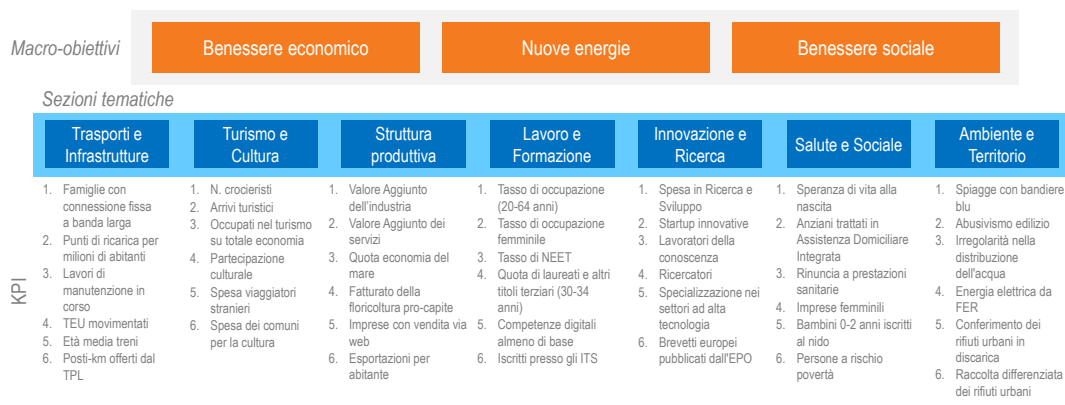 Macro-obiettivi
Benessere economico
Nuove energie
Benessere sociale
Sezioni tematiche
Trasporti e
Infrastrutture
Turismo e
Cultura
Struttura
produttiva
Lavoro e
Formazione
Innovazione e
Ricerca
Salute e Sociale
Ambiente e
Territorio
KPI
1. Famiglie con
connessione fissa
a banda larga
2. Punti di ricarica per
milioni di abitanti
3. Lavori di
manutenzione in
corso
4. TEU movimentati
5. Età media treni
6. Posti-km offerti dal
TPL
1. N. crocieristi
2. Arrivi turistici
3. Occupati nel turismo
su totale economia
4. Partecipazione
culturale
5. Spesa viaggiatori
stranieri
6. Spesa dei comuni
per la cultura
1. Valore Aggiunto
dell'industria
2. Valore Aggiunto dei
servizi
3. Quota economia del
mare
4. Fatturato della
floricoltura pro-capite
5. Imprese con vendita via
web
6. Esportazioni per
abitante
1. Tasso di occupazione
(20-64 anni)
2. Tasso di occupazione
femminile
3. Tasso di NEET
4. Quota di laureati e altri
titoli terziari (30-34
anni)
5. Competenze digitali
almeno di base
6. Iscritti presso gli ITS
1. Spesa in Ricerca e
Sviluppo
2. Startup innovative
3. Lavoratori della
conoscenza
4. Ricercatori
5. Specializzazione nei
settori ad alta
tecnologia
6. Brevetti europei
pubblicati dall'EPO
1. Speranza di vita alla
nascita
2. Anziani trattati in
Assistenza Domiciliare
Integrata
3. Rinuncia a prestazioni
sanitarie
4. Imprese femminili
5. Bambini 0-2 anni iscritti
al nido
6. Persone a rischio
povertà
1. Spiagge con bandiere
blu
2. Abusivismo edilizio
3. Irregolarità nella
distribuzione
dell'acqua
4. Energia elettrica da
FER
5. Conferimento dei
rifiuti urbani in
discarica
6. Raccolta differenziata
dei rifiuti urbani